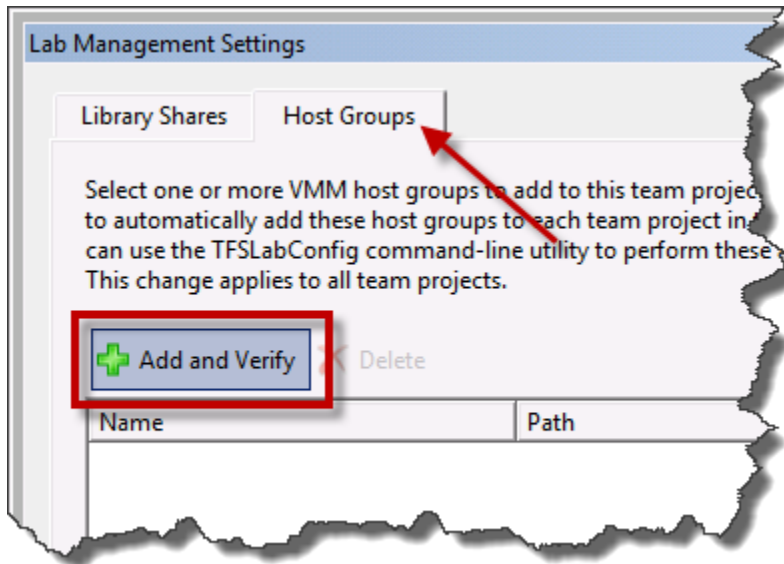 Lab Management Settings
Library Shares Host Groups
Select one or more VMM host groups to add to this team projec
to automatically add these host groups to each team project in
can use the TFSLabConfig command-line utility to perform these
This change applies to all team projects.
Add and Verify Delete
Name Path